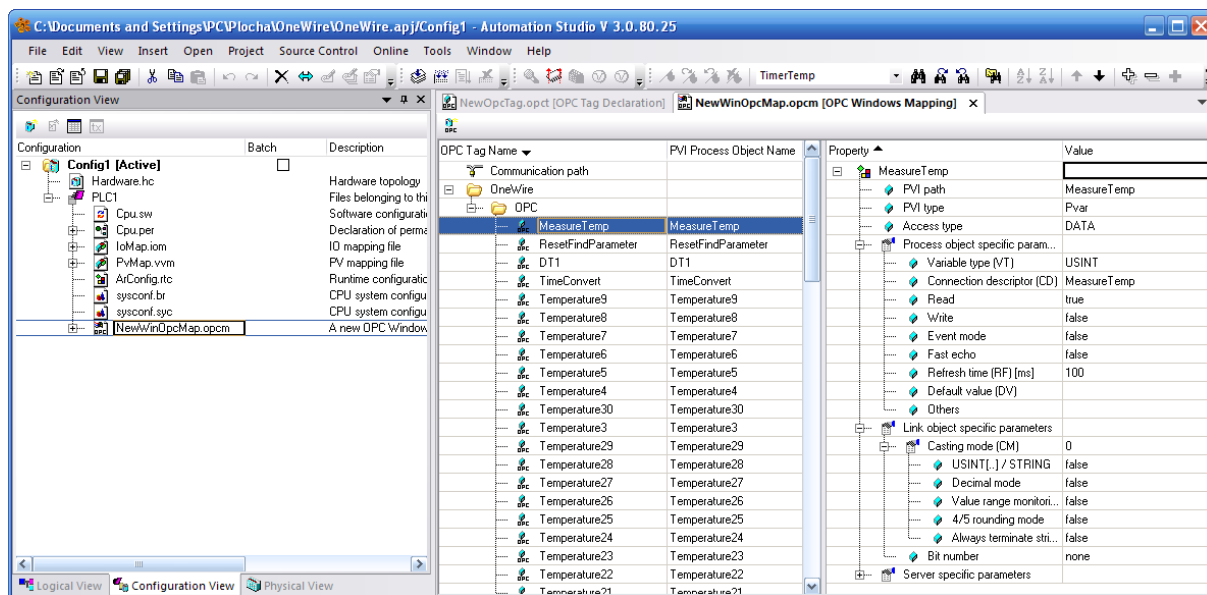 C:\Documents and Settings\PC\Plocha\OneWire\OneWire.apj/Config1 - Automation Studio V 3.0.80.25
File Edit View Insert Open Project Source Control Online Tools Window Help
TimerTemp
Configuration View
NewOpcTag.opct [OPC Tag Declaration] NewWinOpcMap.opcm [OPC Windows Mapping]
Configuration Batch Description
Config1 [Active]
Hardware.hc Hardware topology
PLC1 Files belonging to thi
Cpu.sw Software configuratio
Cpu.per Declaration of perma
IoMap.iom IO mapping file
PvMap.vvm PV mapping file
ArConfig.rtc Runtime configuratic
sysconf.br CPU system configu
sysconf.syc CPU system configu
NewWinOpcMap.opcm A new OPC Window
Logical View Configuration View Physical View
OPC Tag Name PVI Process Object Name
Communication path
OneWire
OPC
MeasureTemp MeasureTemp
ResetFindParameter ResetFindParameter
DT1 DT1
TimeConvert TimeConvert
Temperature9 Temperature9
Temperature8 Temperature8
Temperature7 Temperature7
Temperature6 Temperature6
Temperature5 Temperature5
Temperature4 Temperature4
Temperature30 Temperature30
Temperature3 Temperature3
Temperature29 Temperature29
Temperature28 Temperature28
Temperature27 Temperature27
Temperature26 Temperature26
Temperature25 Temperature25
Temperature24 Temperature24
Temperature23 Temperature23
Temperature22 Temperature22
Temperature21 Temperature21
Property Value
MeasureTemp
PVI path MeasureTemp
PVI type Pvar
Access type DATA
Process object specific param...
Variable type (VT) USINT
Connection descriptor (CD) MeasureTemp
Read true
Write false
Event mode false
Fast echo false
Refresh time (RF) [ms] 100
Default value (DV)
Others
Link object specific parameters
Casting mode (CM) 0
USINT[..] / STRING false
Decimal mode false
Value range monitori... false
4/5 rounding mode false
Always terminate stri... false
Bit number none
Server specific parameters